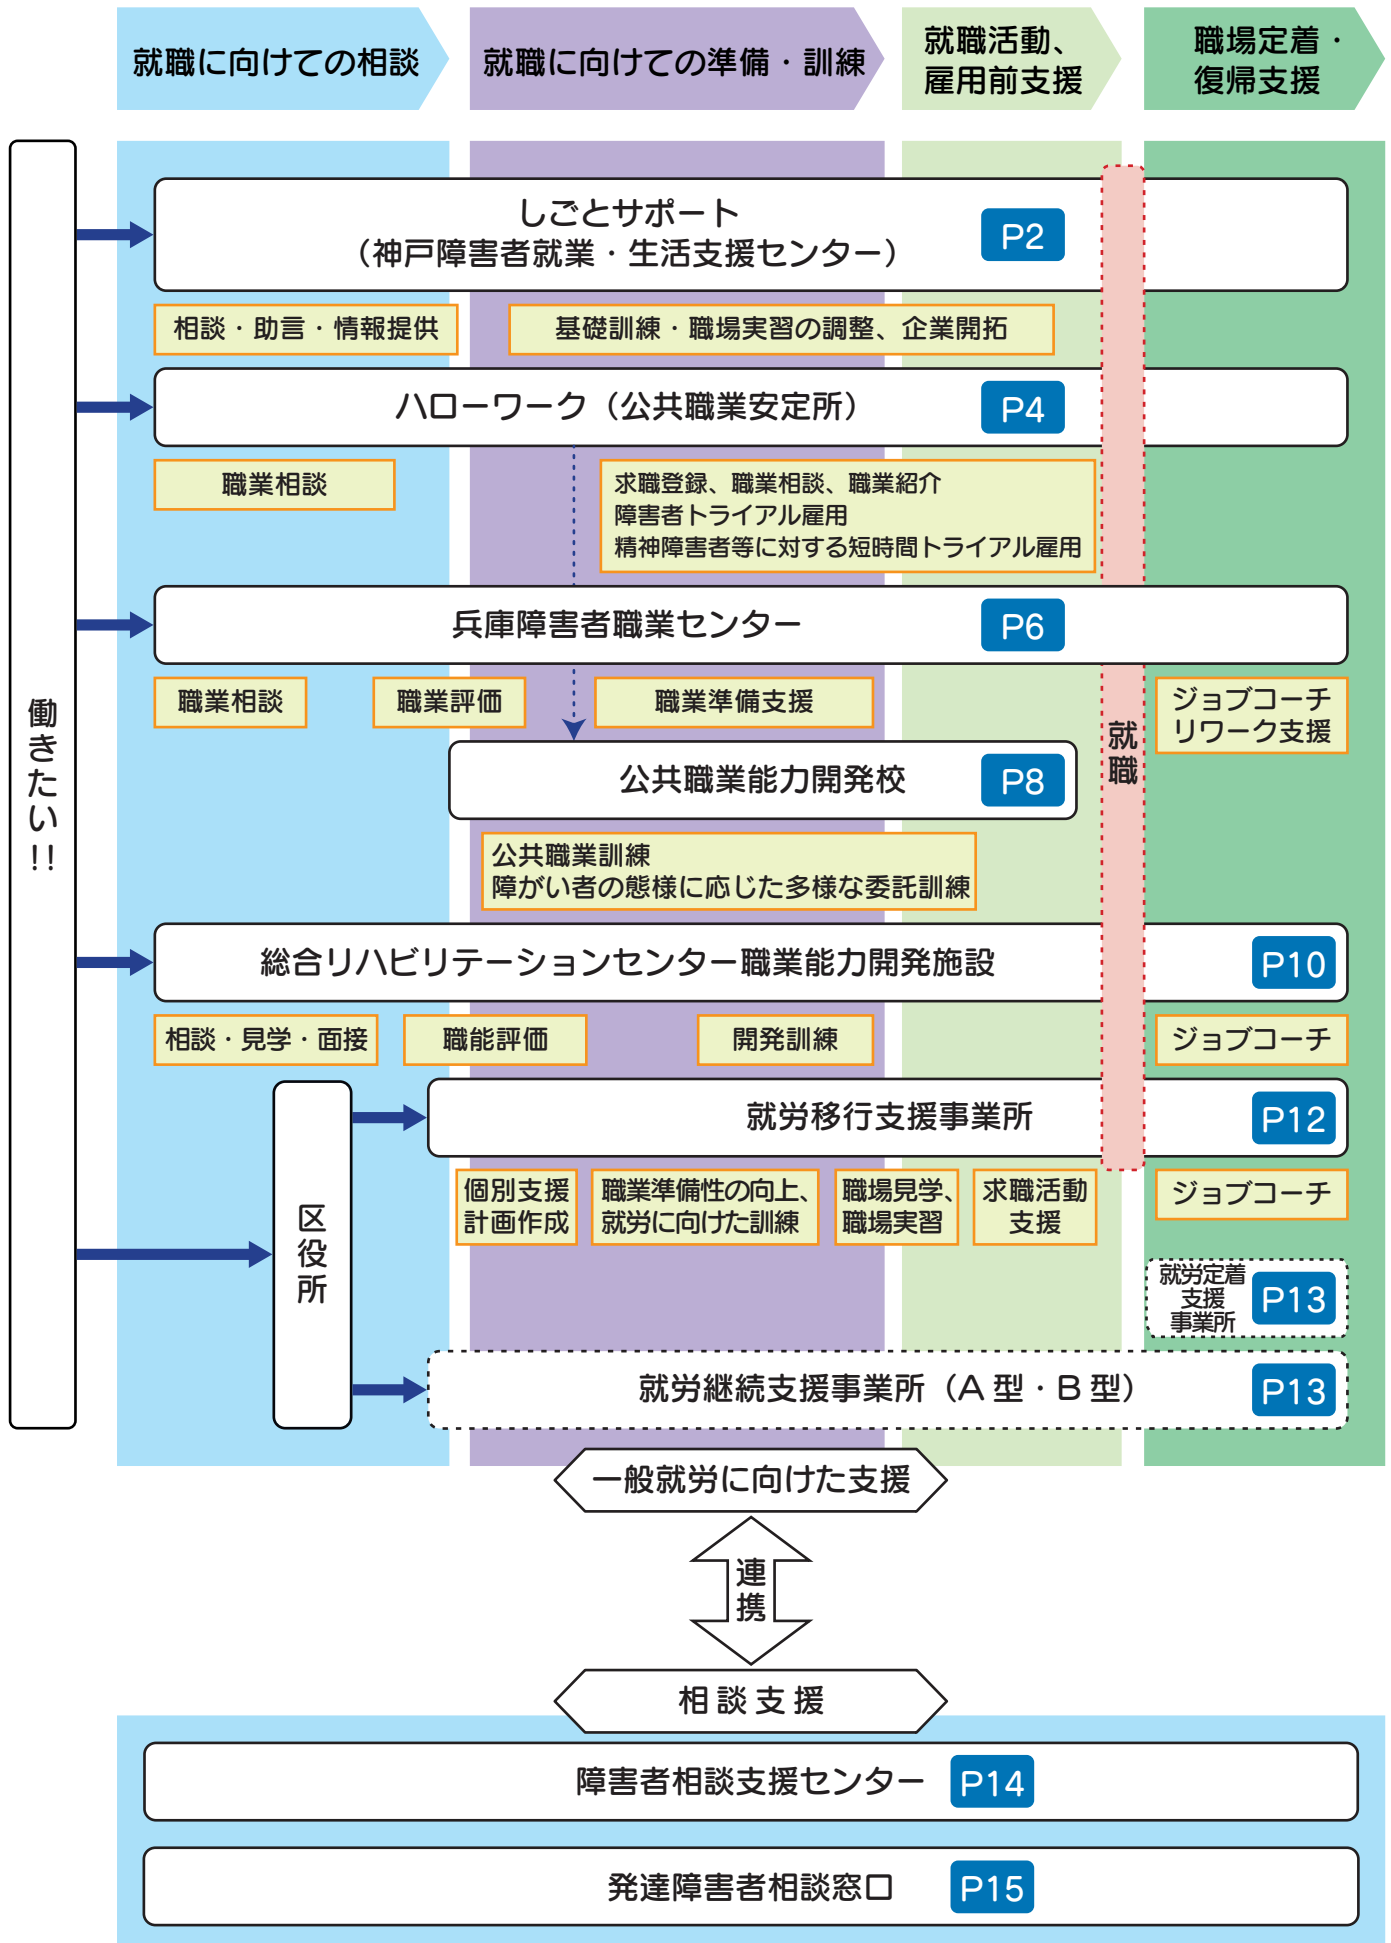 就職に向けての相談
就職に向けての準備・訓練
就職活動、
雇用前支援
職場定着・
復帰支援
働きたい!!
しごとサポート
（神戸障害者就業・生活支援センター）
P2
相談・助言・情報提供
基礎訓練・職場実習の調整、企業開拓
ハローワーク（公共職業安定所）
P4
職業相談
求職登録、職業相談、職業紹介
障害者トライアル雇用
精神障害者等に対する短時間トライアル雇用
兵庫障害者職業センター
P6
職業相談
職業評価
職業準備支援
ジョブコーチ
リワーク支援
就職
公共職業能力開発校
P8
公共職業訓練
障がい者の態様に応じた多様な委託訓練
総合リハビリテーションセンター職業能力開発施設
P10
相談・見学・面接
職能評価
開発訓練
ジョブコーチ
区役所
就労移行支援事業所
P12
個別支援
計画作成
職業準備性の向上、
就労に向けた訓練
職場見学、
職場実習
求職活動
支援
ジョブコーチ
就労定着
支援
事業所
P13
就労継続支援事業所（A型・B型）
P13
一般就労に向けた支援
連携
相談支援
障害者相談支援センター
P14
発達障害者相談窓口
P15